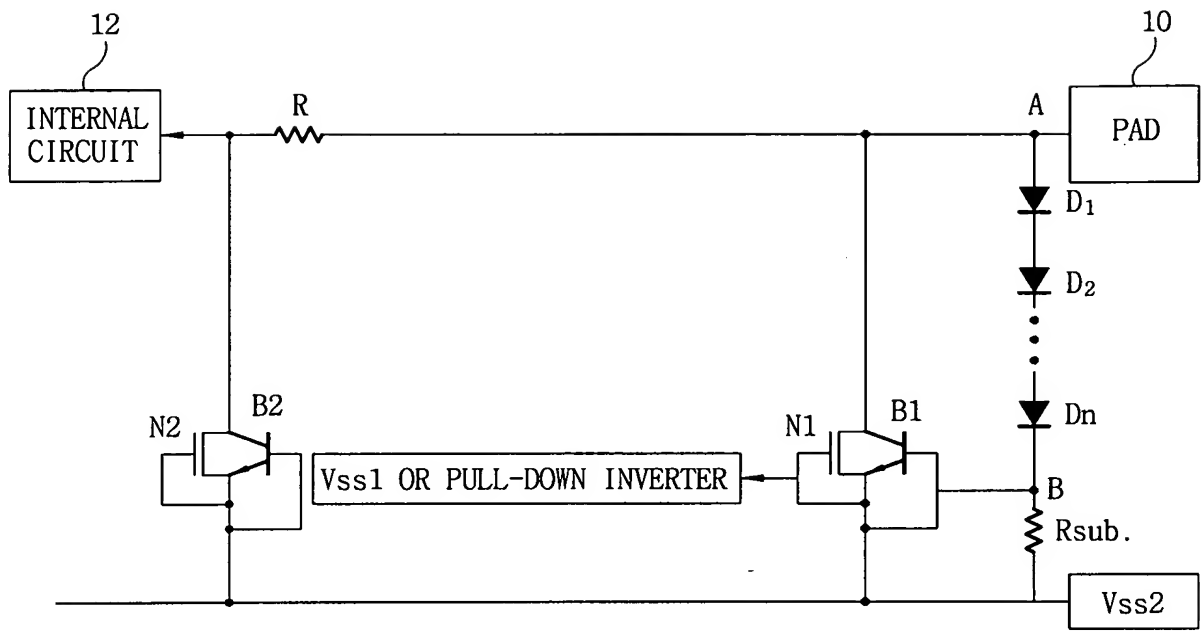 12
10
INTERNAL
CIRCUIT
R
A
PAD
D1
D2
Dn
N2
B2
Vss1 OR PULL-DOWN INVERTER
N1
B1
B
Rsub.
Vss2